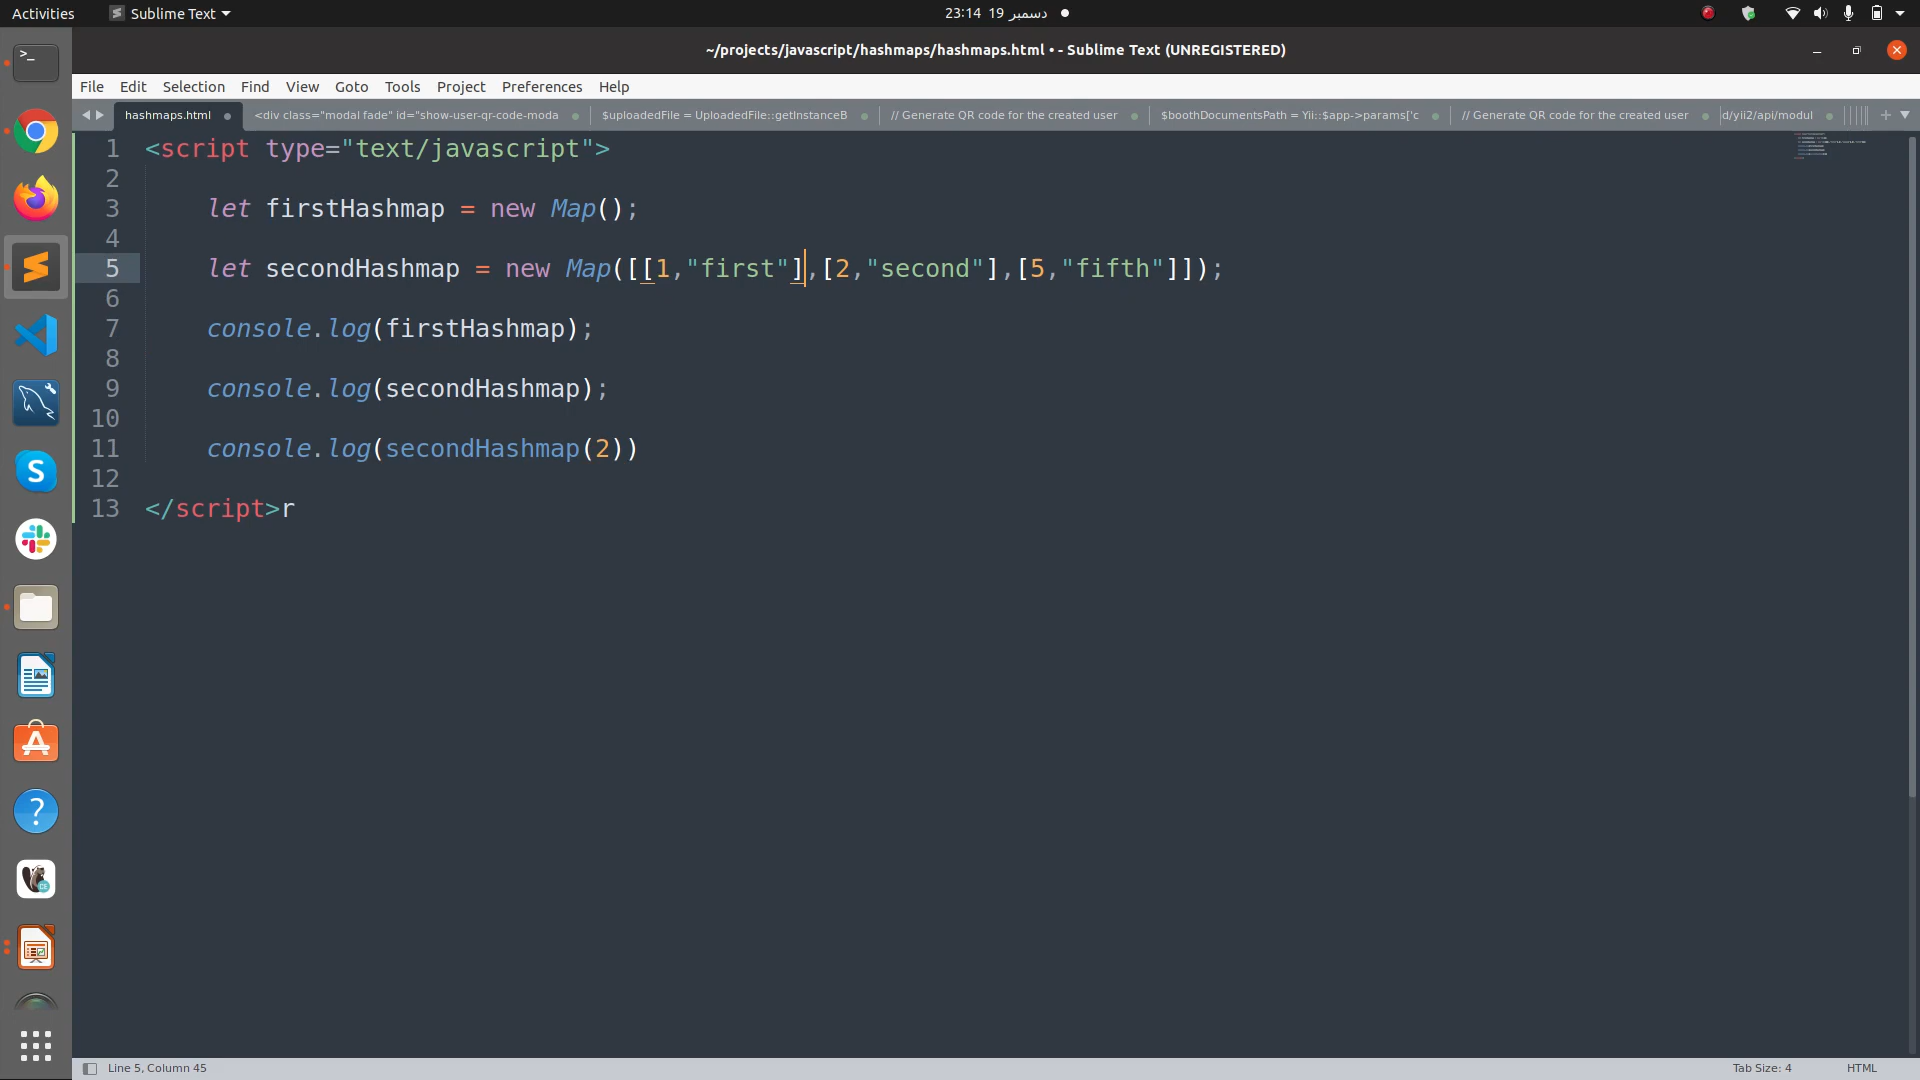 Activities Sublime Text 23:14 19 دسمبر
~/projects/javascript/hashmaps/hashmaps.html • - Sublime Text (UNREGISTERED)
File Edit Selection Find View Goto Tools Project Preferences Help
hashmaps.html <div class="modal fade" id="show-user-qr-code-moda $uploadedFile = UploadedFile::getInstanceB // Generate QR code for the created user $boothDocumentsPath = Yii::$app->params['c // Generate QR code for the created user d/yii2/api/modul
1 <script type="text/javascript">
2
3 let firstHashmap = new Map();
4
5 let secondHashmap = new Map([[1,"first"],[2,"second"],[5,"fifth"]]);
6
7 console.log(firstHashmap);
8
9 console.log(secondHashmap);
10
11 console.log(secondHashmap(2))
12
13 </script>r
Line 5, Column 45 Tab Size: 4 HTML